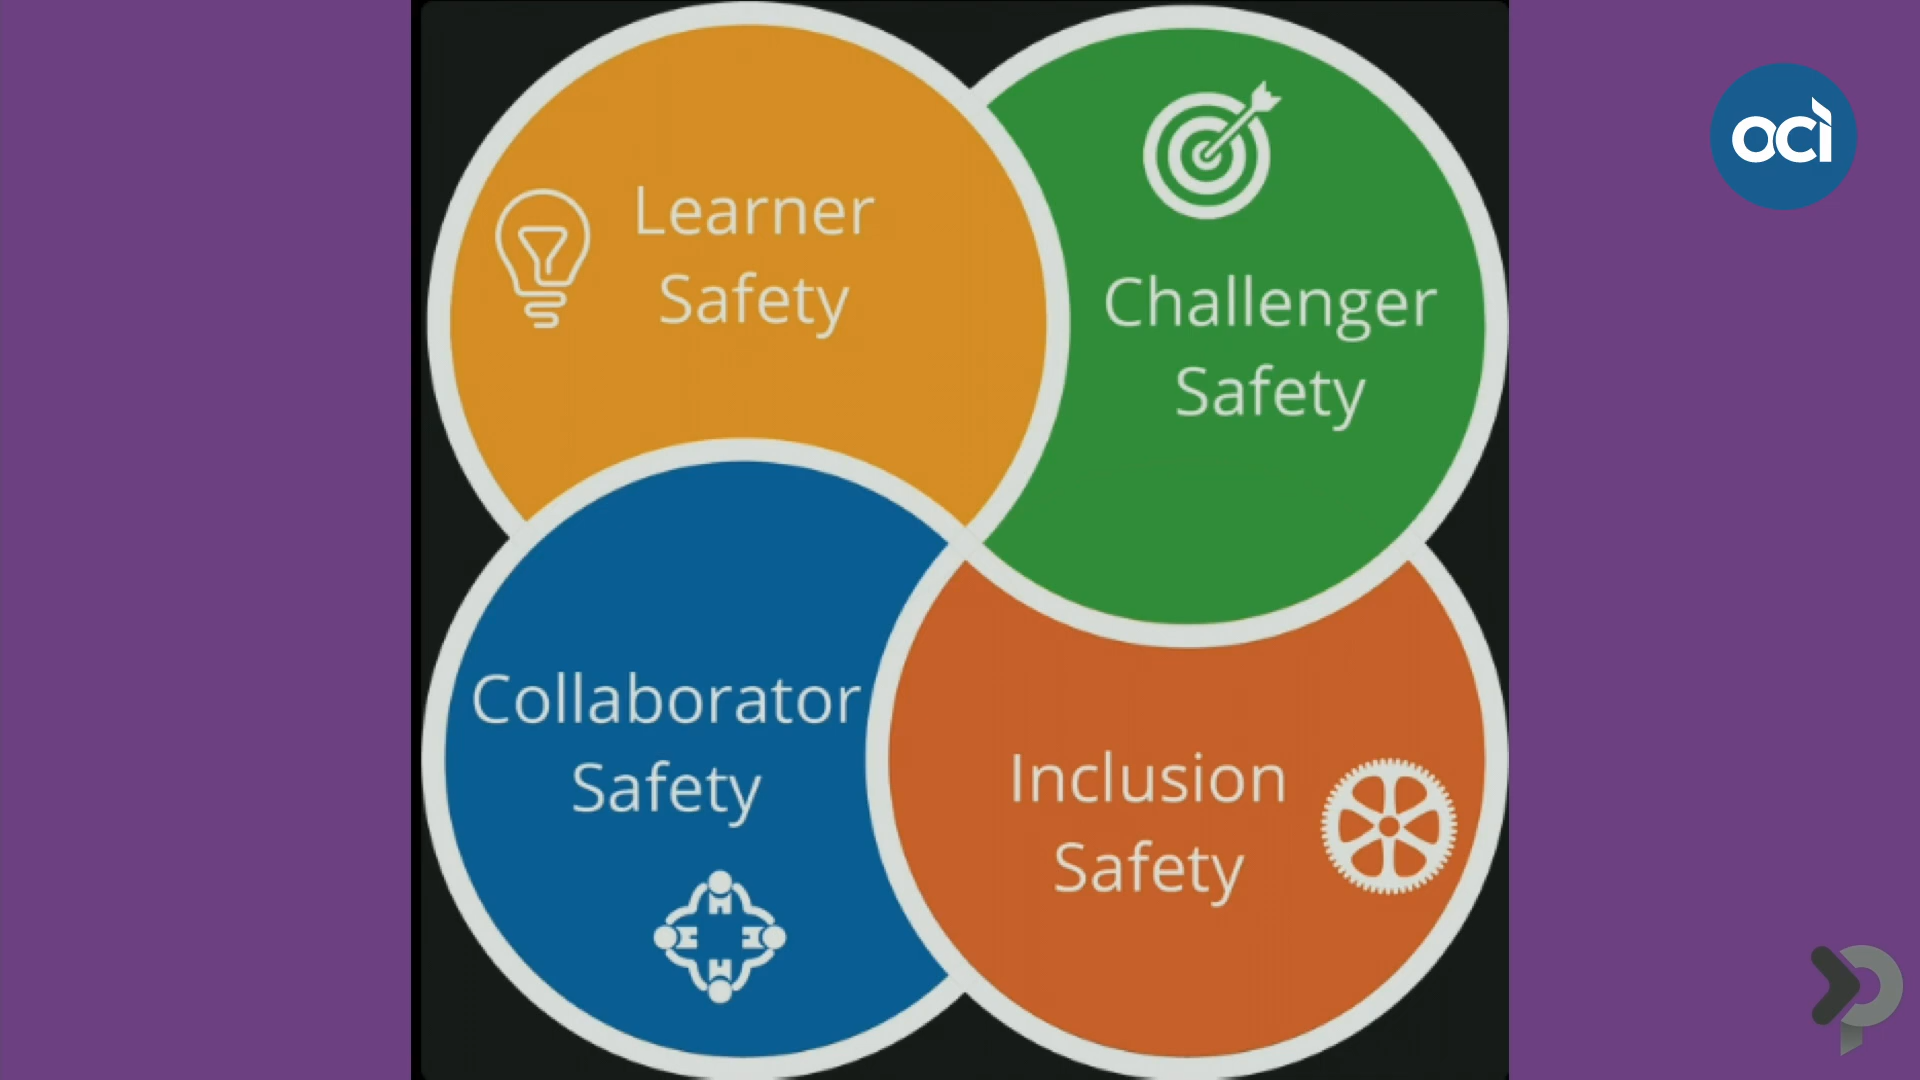 Learner
Safety
Challenger
Safety
Collaborator
Safety
Inclusion
Safety
oci